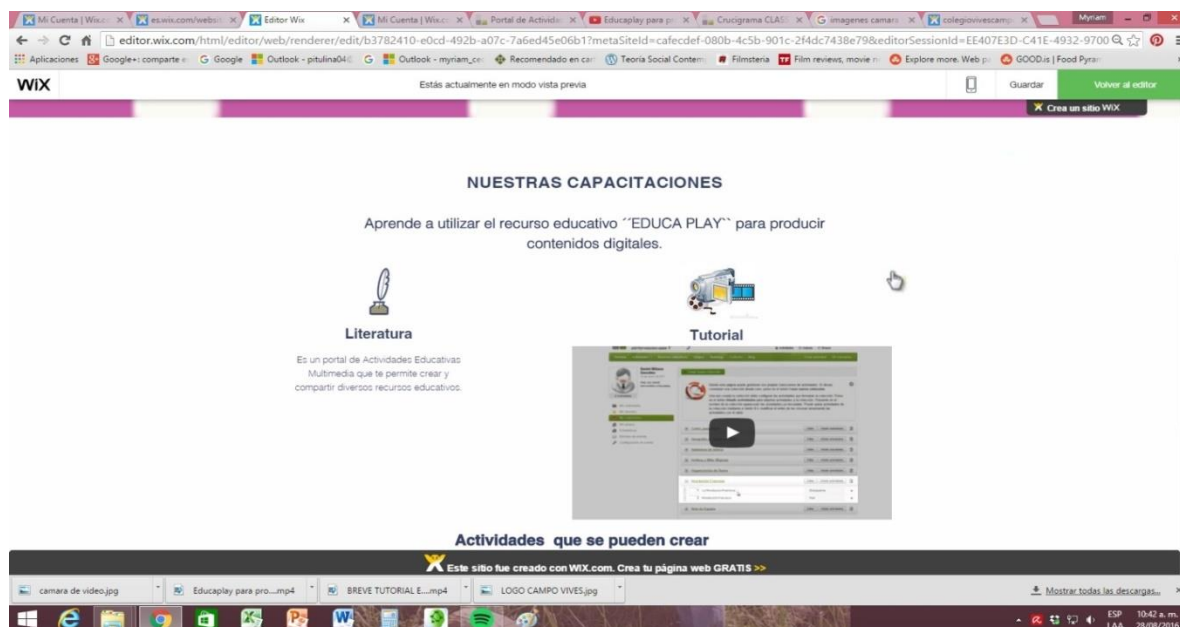 Mi Cuenta | Wix.c
es.wix.com/websit
Editor Wix
Mi Cuenta | Wix.c
Portal de Activida
Educaplay para p
Crucigrama CLAS
imagenes camara
colegiovivescamp
Myriam
editor.wix.com/html/editor/web/renderer/edit/b3782410-e0cd-492b-a07c-7a6ed45e06b1?metaSiteId=cafecdef-080b-4c5b-901c-2f4dc7438e79&editorSessionId=EE407E3D-C41E-4932-9700
Aplicaciones
Google+: comparte e
Google
Outlook - pitulina04
Outlook - myriam_ce
Recomendado en car
Teoría Social Contem
Filmsteria
Film reviews, movie n
Explore more. Web p
GOOD.is | Food Pyra
WiX
Estás actualmente en modo vista previa
Guardar
Volver al editor
Crea un sitio WiX
NUESTRAS CAPACITACIONES
Aprende a utilizar el recurso educativo ´´EDUCA PLAY`` para producir
contenidos digitales.
Literatura
Tutorial
Es un portal de Actividades Educativas
Multimedia que te permite crear y
compartir diversos recursos educativos.
Actividades que se pueden crear
Este sitio fue creado con WIX.com. Crea tu página web GRATIS >>
camara de video.jpg
Educaplay para pro....mp4
BREVE TUTORIAL E....mp4
LOGO CAMPO VIVES.jpg
Mostrar todas las descargas...
ESP
LAA
10:42 a. m.
28/08/2016